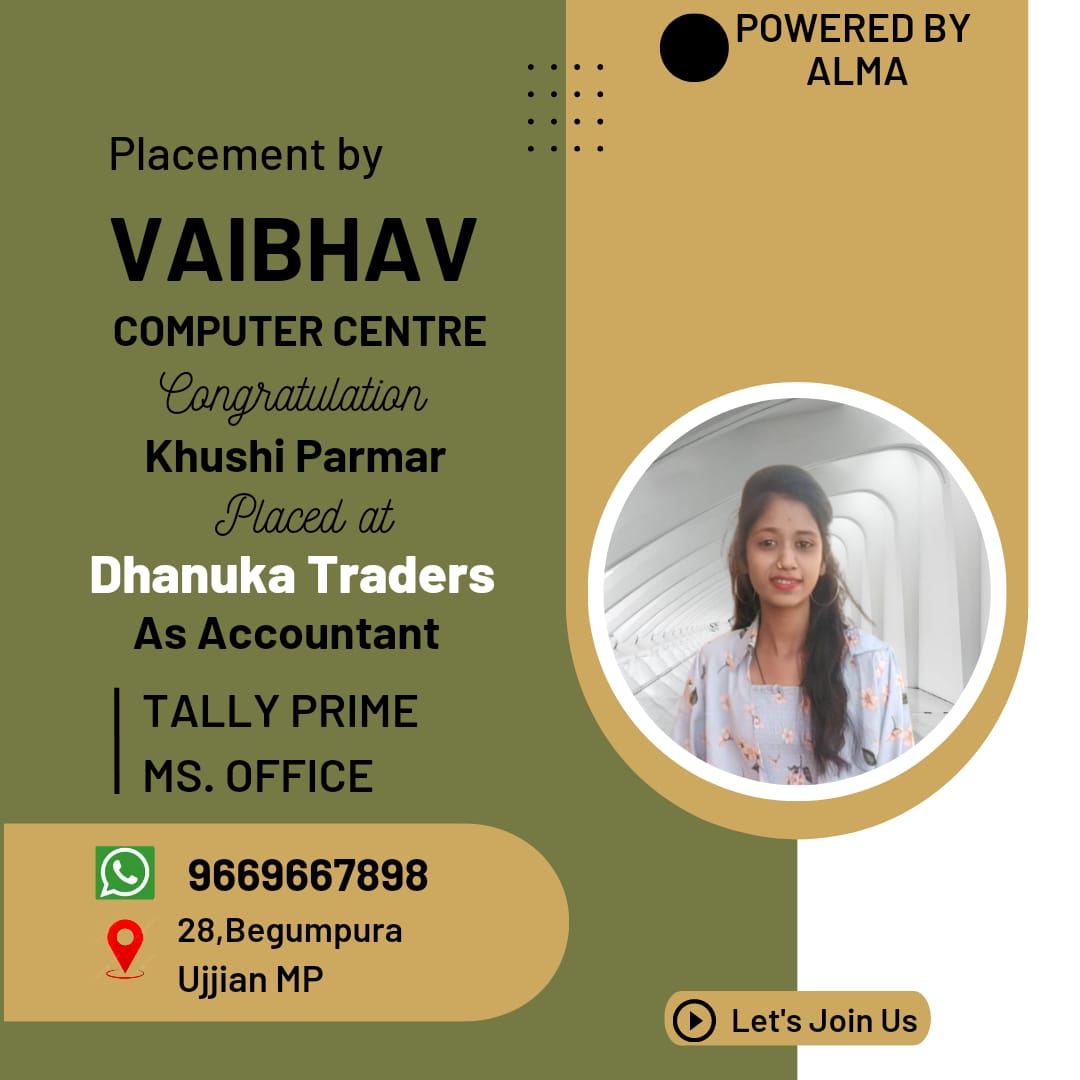 POWERED BY
ALMA
Placement by
VAIBHAV
COMPUTER CENTRE
Congratulation
Khushi Parmar
Placed at
Dhanuka Traders
As Accountant
TALLY PRIME
MS. OFFICE
9669667898
28,Begumpura
Ujjian MP
Let's Join Us